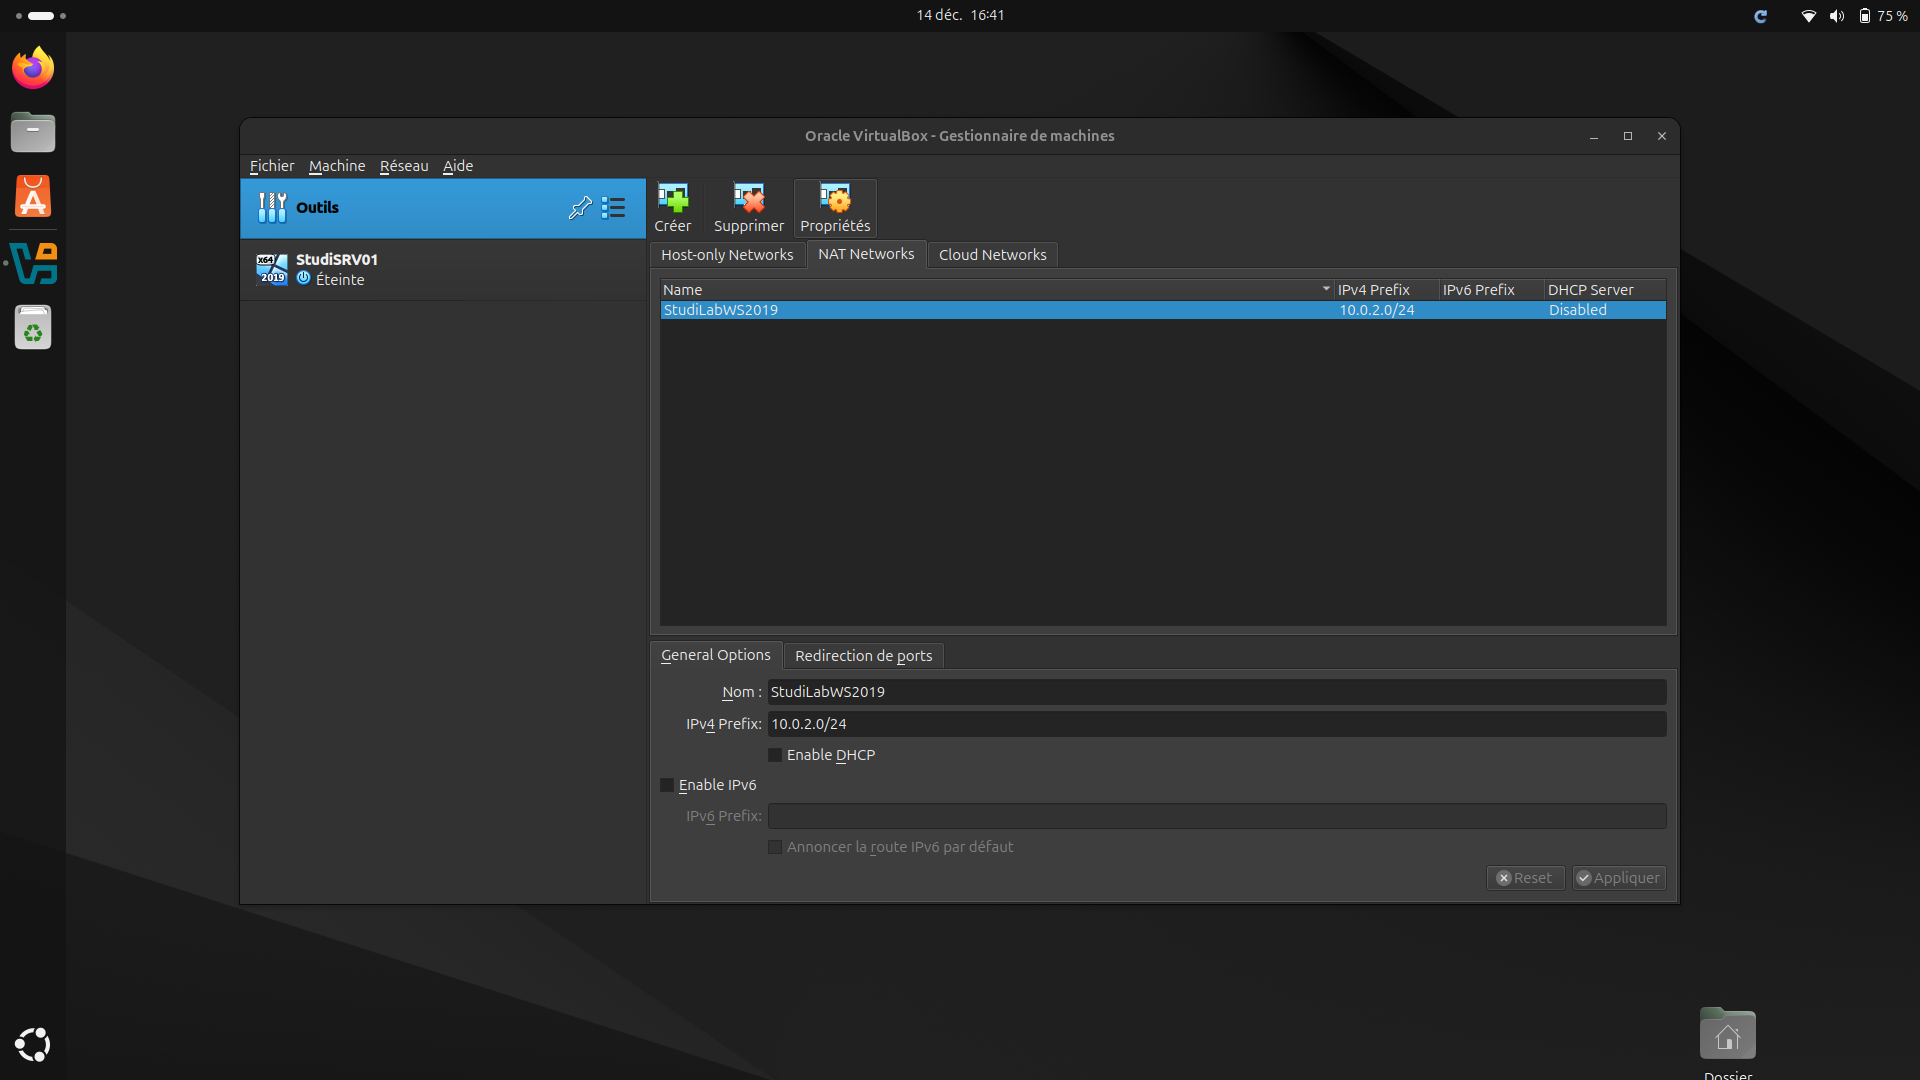 14 déc. 16:41
75 %
Oracle VirtualBox - Gestionnaire de machines
Fichier Machine Réseau Aide
Outils
StudiSRV01
Éteinte
X64
2019
Créer Supprimer Propriétés
Host-only Networks NAT Networks Cloud Networks
Name IPv4 Prefix IPv6 Prefix DHCP Server
StudiLabWS2019 10.0.2.0/24 Disabled
General Options Redirection de ports
Nom : StudiLabWS2019
IPv4 Prefix: 10.0.2.0/24
Enable DHCP
Enable IPv6
IPv6 Prefix:
Annoncer la route IPv6 par défaut
Reset Appliquer
Dossier